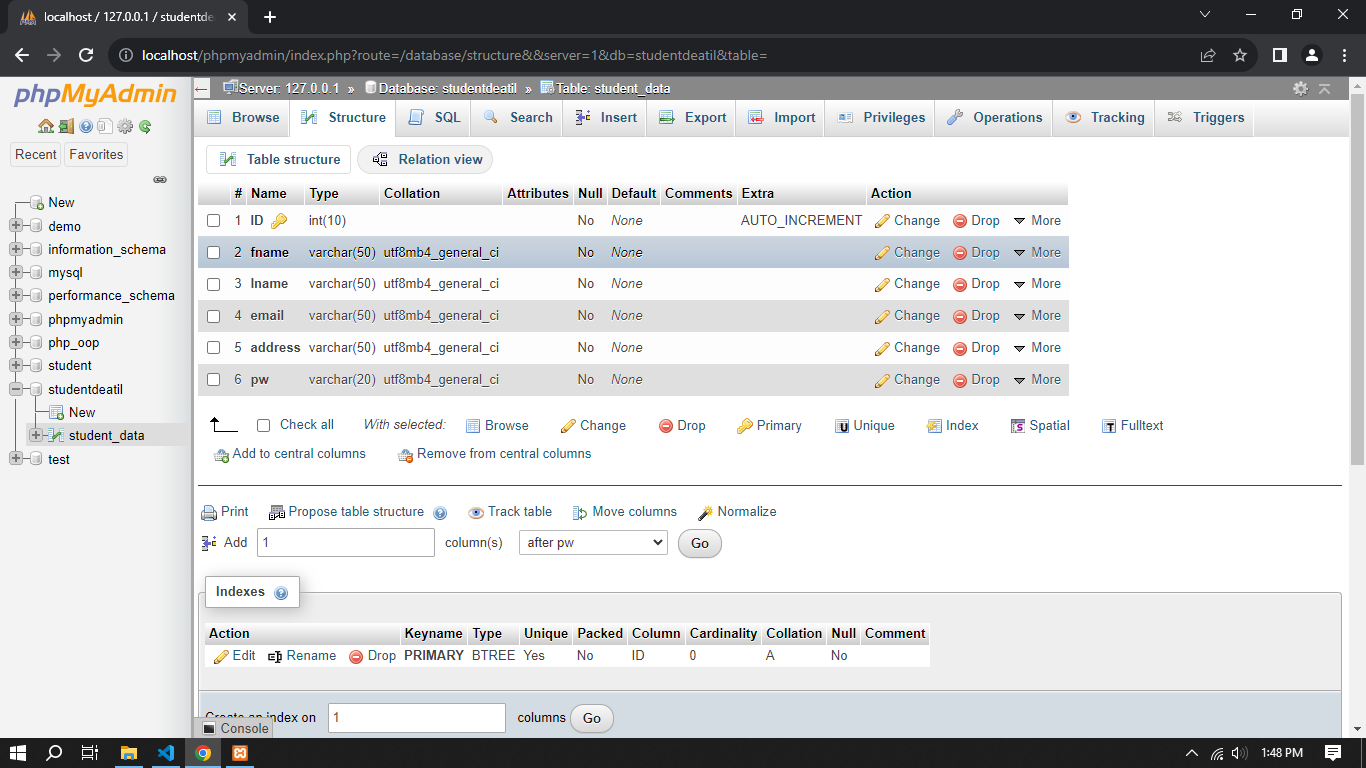 localhost / 127.0.0.1 / studentde
localhost/phpmyadmin/index.php?route=/database/structure&&server=1&db=studentdeatil&table=
phpMyAdmin
Recent Favorites
New
demo
information_schema
mysql
performance_schema
phpmyadmin
php_oop
student
studentdeatil
New
student_data
test
Server: 127.0.0.1 » Database: studentdeatil » Table: student_data
Browse Structure SQL Search Insert Export Import Privileges Operations Tracking Triggers
Table structure Relation view
# Name Type Collation Attributes Null Default Comments Extra Action
1 ID int(10) No None AUTO_INCREMENT Change Drop More
2 fname varchar(50) utf8mb4_general_ci No None Change Drop More
3 lname varchar(50) utf8mb4_general_ci No None Change Drop More
4 email varchar(50) utf8mb4_general_ci No None Change Drop More
5 address varchar(50) utf8mb4_general_ci No None Change Drop More
6 pw varchar(20) utf8mb4_general_ci No None Change Drop More
Check all With selected: Browse Change Drop Primary Unique Index Spatial Fulltext
Add to central columns Remove from central columns
Print Propose table structure Track table Move columns Normalize
Add 1 column(s) after pw Go
Indexes
Action Keyname Type Unique Packed Column Cardinality Collation Null Comment
Edit Rename Drop PRIMARY BTREE Yes No ID 0 A No
Create an index on 1 columns Go
Console
1:48 PM